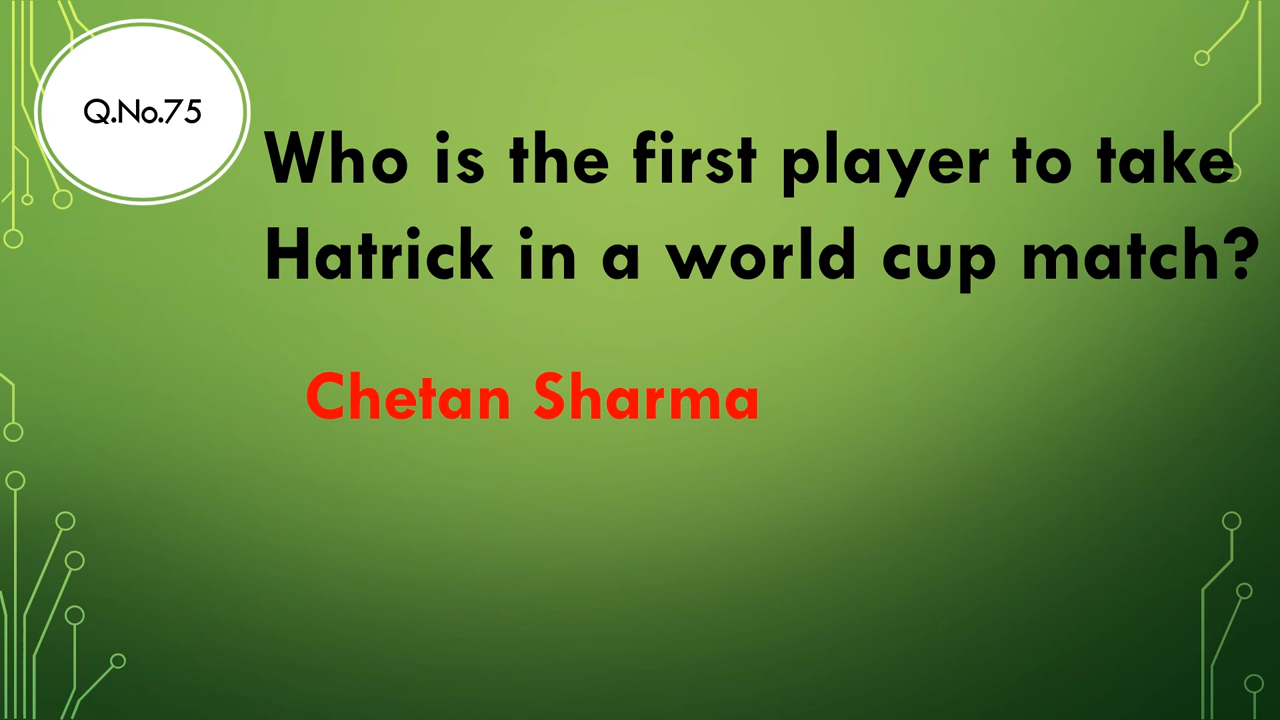 Q.No.75
Who is the first player to take
Hatrick in a world cup match?
Chetan Sharma